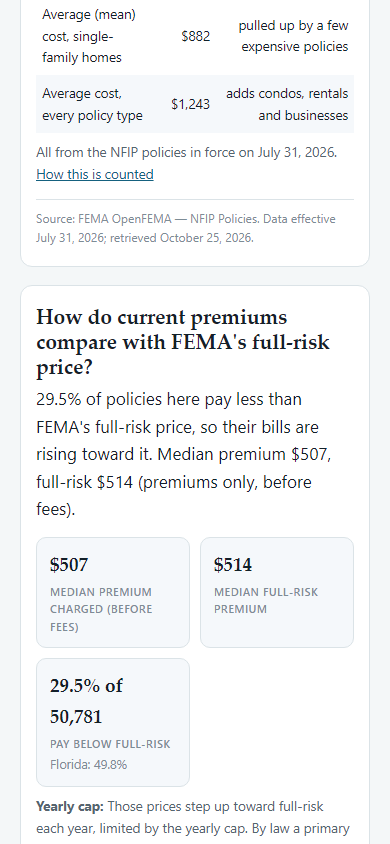 Average (mean)
cost, single-
family homes
$882
pulled up by a few
expensive policies
Average cost,
every policy type
$1,243
adds condos, rentals
and businesses
All from the NFIP policies in force on July 31, 2026.
How this is counted
Source: FEMA OpenFEMA — NFIP Policies. Data effective
July 31, 2026; retrieved October 25, 2026.
How do current premiums
compare with FEMA's full-risk
price?
29.5% of policies here pay less than
FEMA's full-risk price, so their bills are
rising toward it. Median premium $507,
full-risk $514 (premiums only, before
fees).
$507
MEDIAN PREMIUM
CHARGED (BEFORE
FEES)
$514
MEDIAN FULL-RISK
PREMIUM
29.5% of
50,781
PAY BELOW FULL-RISK
Florida: 49.8%
Yearly cap: Those prices step up toward full-risk
each year, limited by the yearly cap. By law a primary